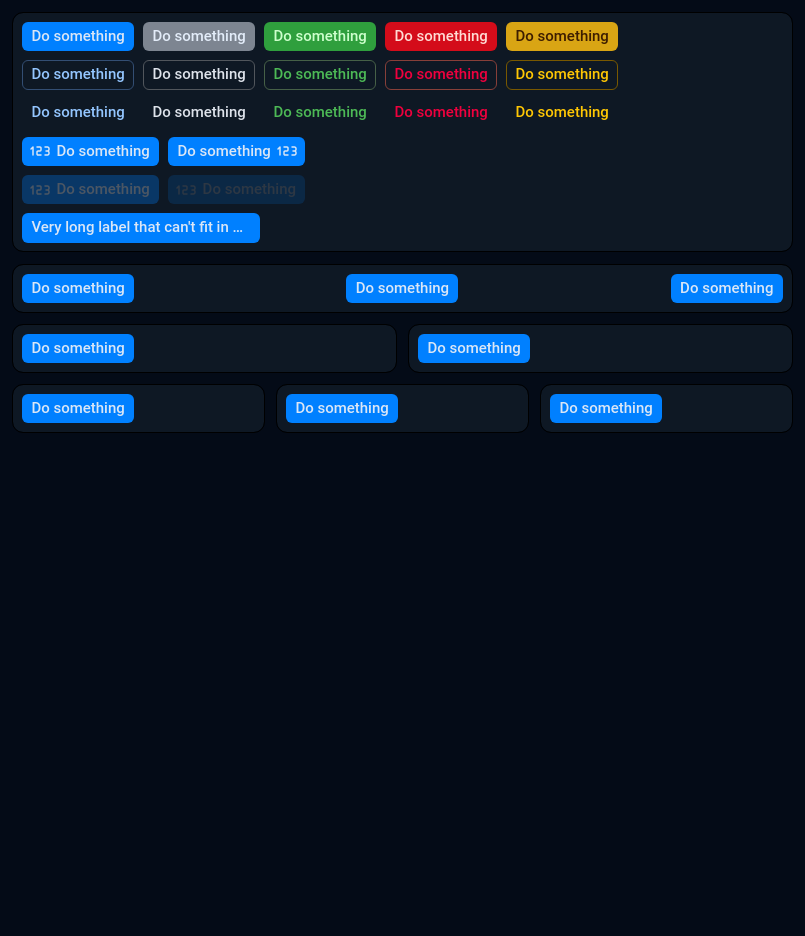 Do something Do something Do something Do something Do something
Do something Do something Do something Do something Do something
Do something Do something Do something Do something Do something
123 Do something Do something 123
123 Do something 123 Do something
Very long label that can't fit in …
Do something Do something Do something
Do something Do something
Do something Do something Do something